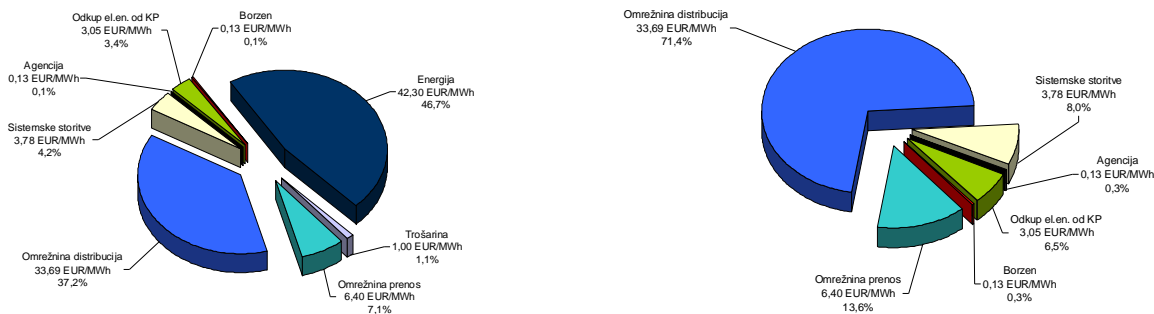 Odkup el.en. od KP
3,05 EUR/MWh
3,4%
Borzen
0,13 EUR/MWh
0,1%
Agencija
0,13 EUR/MWh
0,1%
Energija
42,30 EUR/MWh
46,7%
Sistemske storitve
3,78 EUR/MWh
4,2%
Trošarina
1,00 EUR/MWh
1,1%
Omrežnina distribucija
33,69 EUR/MWh
37,2%
Omrežnina prenos
6,40 EUR/MWh
7,1%
Omrežnina distribucija
33,69 EUR/MWh
71,4%
Sistemske storitve
3,78 EUR/MWh
8,0%
Agencija
0,13 EUR/MWh
0,3%
Odkup el.en. od KP
3,05 EUR/MWh
6,5%
Borzen
0,13 EUR/MWh
0,3%
Omrežnina prenos
6,40 EUR/MWh
13,6%